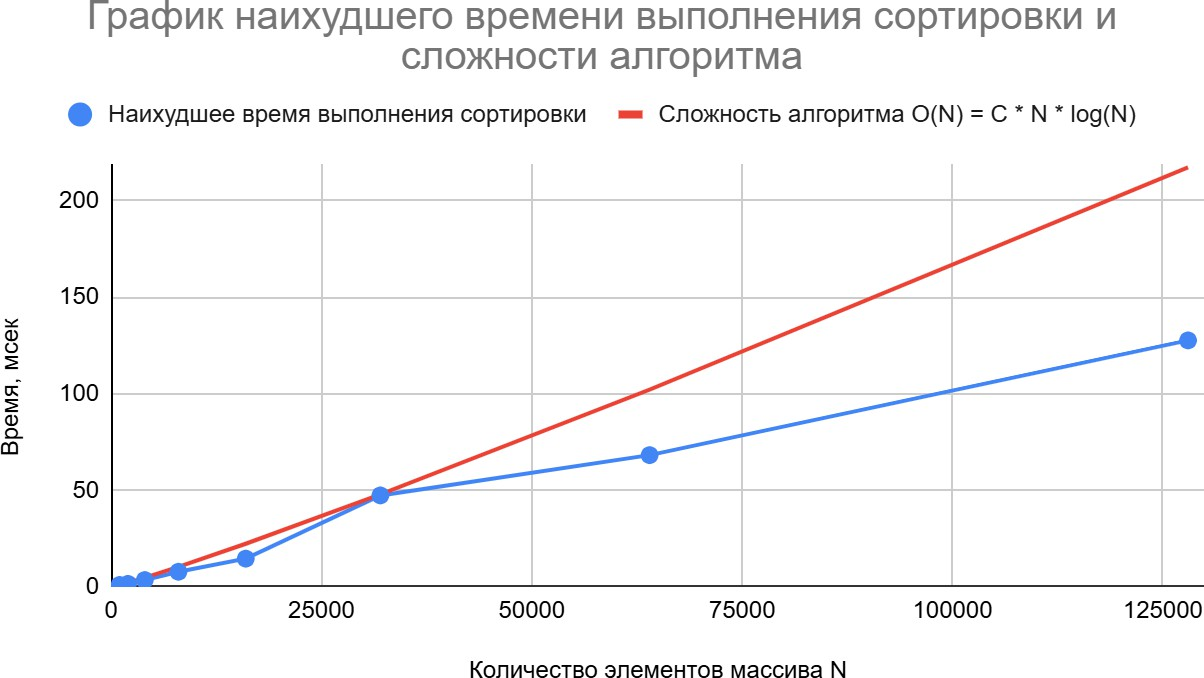 График наихудшего времени выполнения сортировки и
сложности алгоритма
Наихудшее время выполнения сортировки
Сложность алгоритма O(N) = C * N * log(N)
Время, мсек
200
150
100
50
0
0
25000
50000
75000
100000
125000
Количество элементов массива N